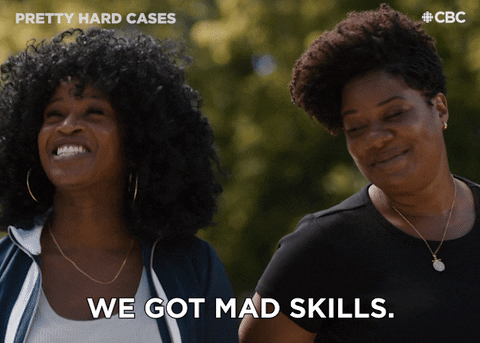 PRETTY HARD CASES
CBC
WE GOT MAD SKILLS.